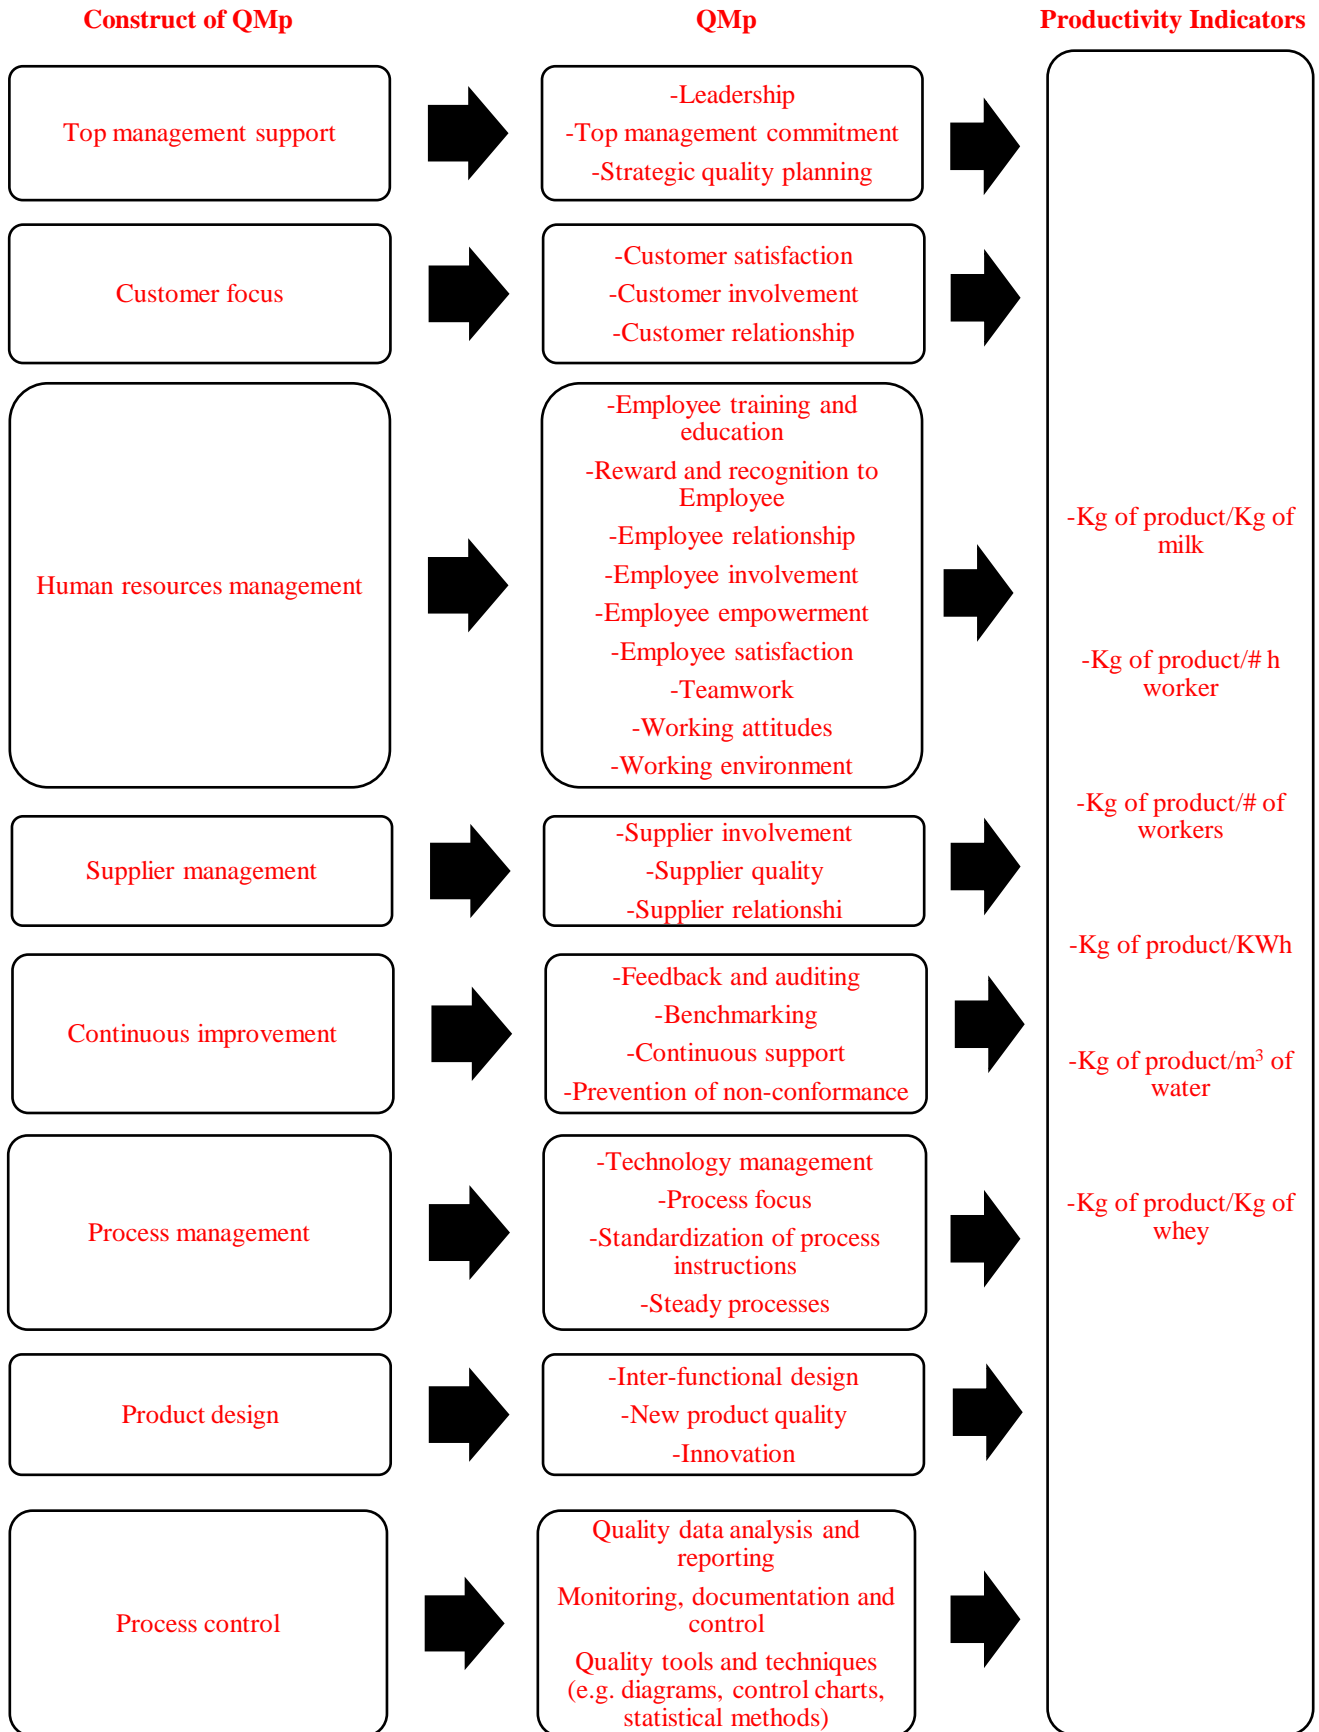 Construct of QMp
QMp
Productivity Indicators
Top management support
-Leadership
-Top management commitment
-Strategic quality planning
Customer focus
-Customer satisfaction
-Customer involvement
-Customer relationship
Human resources management
-Employee training and
education
-Reward and recognition to
Employee
-Employee relationship
-Employee involvement
-Employee empowerment
-Employee satisfaction
-Teamwork
-Working attitudes
-Working environment
Supplier management
-Supplier involvement
-Supplier quality
-Supplier relationshi
Continuous improvement
-Feedback and auditing
-Benchmarking
-Continuous support
-Prevention of non-conformance
Process management
-Technology management
-Process focus
-Standardization of process
instructions
-Steady processes
Product design
-Inter-functional design
-New product quality
-Innovation
Process control
Quality data analysis and
reporting
Monitoring, documentation and
control
Quality tools and techniques
(e.g. diagrams, control charts,
statistical methods)
-Kg of product/Kg of
milk
-Kg of product/# h
worker
-Kg of product/# of
workers
-Kg of product/KWh
-Kg of product/m³ of
water
-Kg of product/Kg of
whey